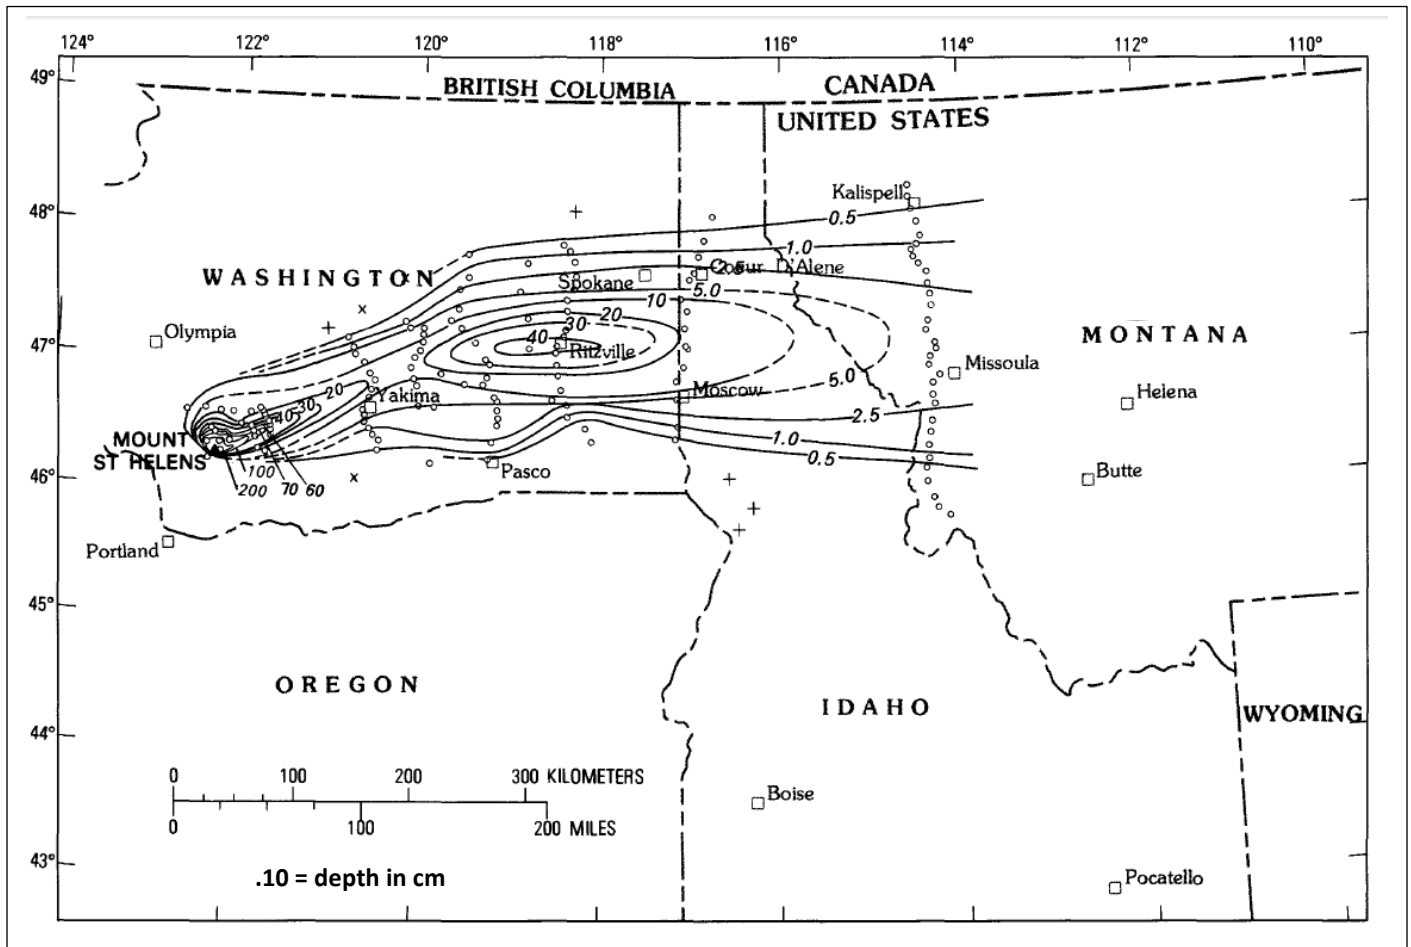 124° 122° 120° 118° 116° 114° 112° 110°
49°
BRITISH COLUMBIA CANADA
UNITED STATES
Kalispell
48°
0.5
1.0
WASHINGTON
2.5
Coeur D'Alene
Spokane
10 5.0
20
30
40
Olympia
Ritzville
47°
MONTANA
Missoula
5.0
20
Yakima
Moscow
Helena
30
40
2.5
MOUNT
ST HELENS
1.0
0.5
100
200 70 60
46°
Pasco
Butte
Portland
45°
OREGON
IDAHO
WYOMING
44°
0 100 200 300 KILOMETERS
0 100 200 MILES
Boise
43°
.10 = depth in cm
Pocatello